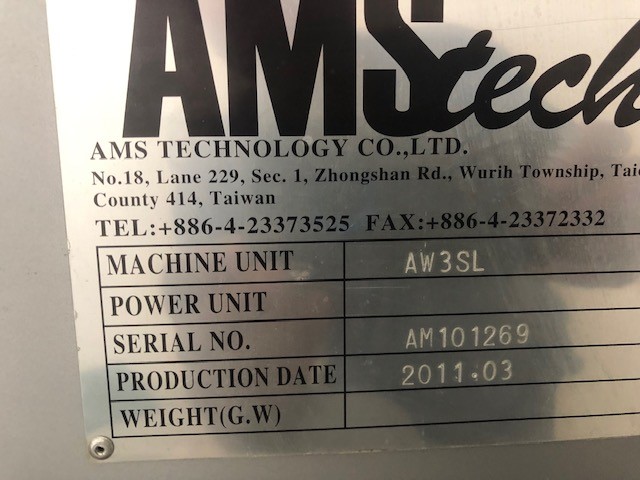 AMStech
AMS TECHNOLOGY CO.,LTD.
No.18, Lane 229, Sec. 1, Zhongshan Rd., Wurih Township,
County 414, Taiwan
TEL:+886-4-23373525 FAX:+886-4-23372332
MACHINE UNIT AW3SL
POWER UNIT
SERIAL NO. AM101269
PRODUCTION DATE 2011.03
WEIGHT(G.W)